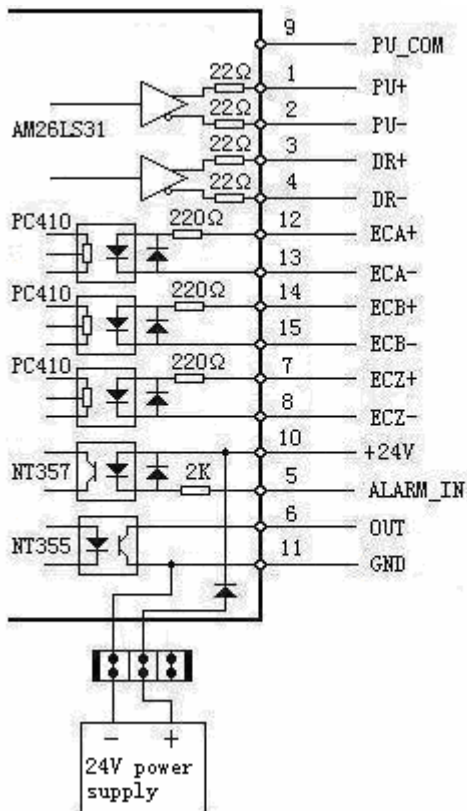 9 PU_COM
22Ω 1 PU+
22Ω 2 PU-
AM26LS31
22Ω 3 DR+
22Ω 4 DR-
PC410 220Ω 12 ECA+
13 ECA-
PC410 220Ω 14 ECB+
15 ECB-
PC410 220Ω 7 ECZ+
8 ECZ-
10 +24V
NT357 2K 5 ALARM_IN
6 OUT
NT355 11 GND
- +
24V power
supply